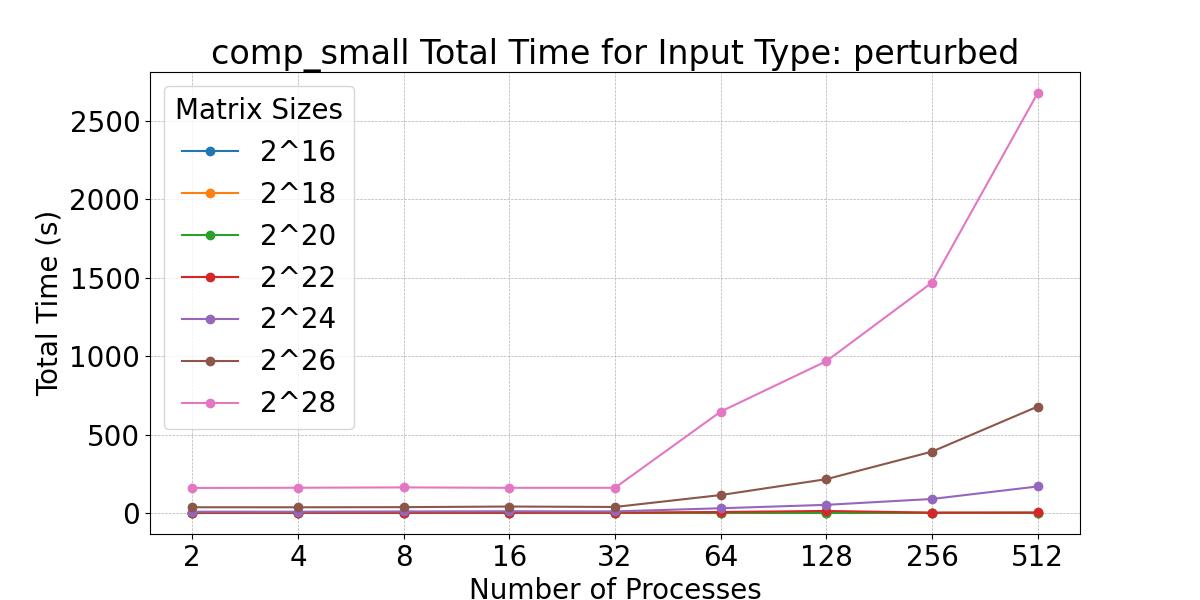 comp_small Total Time for Input Type: perturbed
Matrix Sizes
2^16
2^18
2^20
2^22
2^24
2^26
2^28
Total Time (s)
2500
2000
1500
1000
500
0
2 4 8 16 32 64 128 256 512
Number of Processes